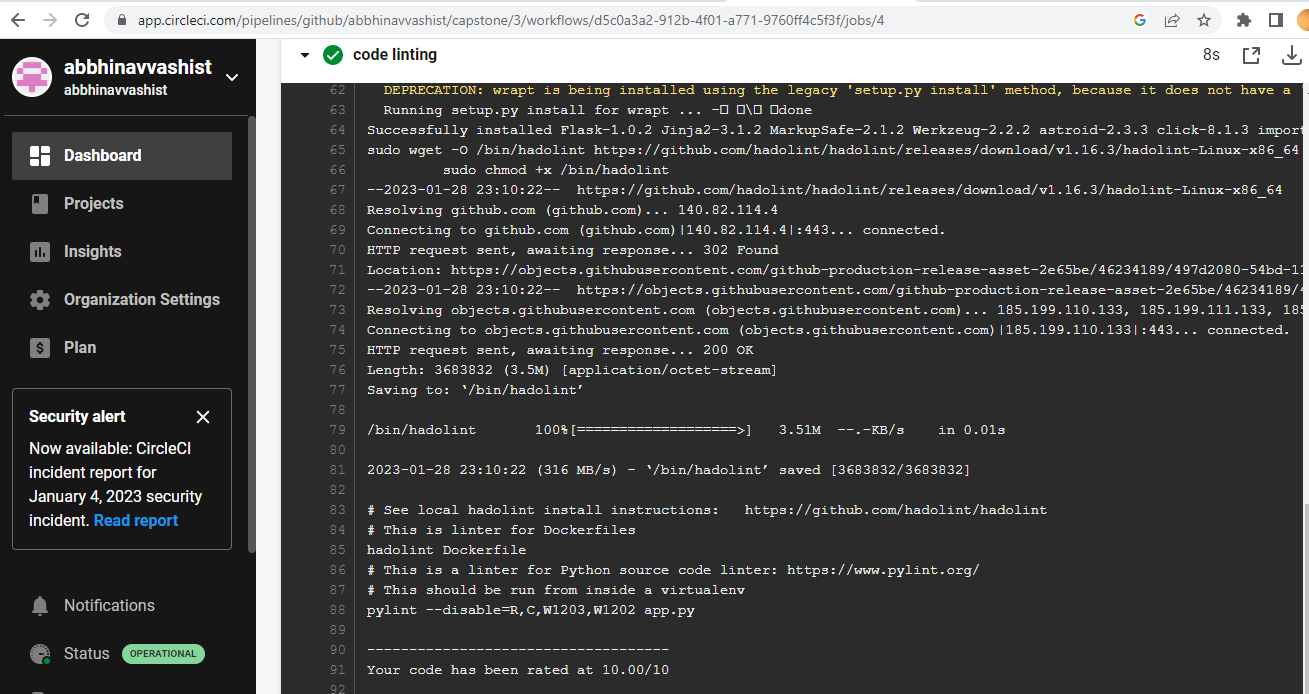 app.circleci.com/pipelines/github/abbhinavvashist/capstone/3/workflows/d5c0a3a2-912b-4f01-a771-9760ff4c5f3f/jobs/4
abbhinavvashist
abbhinavvashist
Dashboard
Projects
Insights
Organization Settings
Plan
Security alert
Now available: CircleCI
incident report for
January 4, 2023 security
incident. Read report
Notifications
Status OPERATIONAL
code linting 8s
62 DEPRECATION: wrapt is being installed using the legacy 'setup.py install' method, because it does not have a
63 Running setup.py install for wrapt ... -\ done
64 Successfully installed Flask-1.0.2 Jinja2-3.1.2 MarkupSafe-2.1.2 Werkzeug-2.2.2 astroid-2.3.3 click-8.1.3 import
65 sudo wget -O /bin/hadolint https://github.com/hadolint/hadolint/releases/download/v1.16.3/hadolint-Linux-x86_64
66 sudo chmod +x /bin/hadolint
67 --2023-01-28 23:10:22-- https://github.com/hadolint/hadolint/releases/download/v1.16.3/hadolint-Linux-x86_64
68 Resolving github.com (github.com)... 140.82.114.4
69 Connecting to github.com (github.com)|140.82.114.4|:443... connected.
70 HTTP request sent, awaiting response... 302 Found
71 Location: https://objects.githubusercontent.com/github-production-release-asset-2e65be/46234189/497d2080-54bd-11
72 --2023-01-28 23:10:22-- https://objects.githubusercontent.com/github-production-release-asset-2e65be/46234189/4
73 Resolving objects.githubusercontent.com (objects.githubusercontent.com)... 185.199.110.133, 185.199.111.133, 185
74 Connecting to objects.githubusercontent.com (objects.githubusercontent.com)|185.199.110.133|:443... connected.
75 HTTP request sent, awaiting response... 200 OK
76 Length: 3683832 (3.5M) [application/octet-stream]
77 Saving to: ‘/bin/hadolint’
78
79 /bin/hadolint 100%[===================>] 3.51M --.-KB/s in 0.01s
80
81 2023-01-28 23:10:22 (316 MB/s) - ‘/bin/hadolint’ saved [3683832/3683832]
82
83 # See local hadolint install instructions: https://github.com/hadolint/hadolint
84 # This is linter for Dockerfiles
85 hadolint Dockerfile
86 # This is a linter for Python source code linter: https://www.pylint.org/
87 # This should be run from inside a virtualenv
88 pylint --disable=R,C,W1203,W1202 app.py
89
90 ------------------------------------
91 Your code has been rated at 10.00/10
92